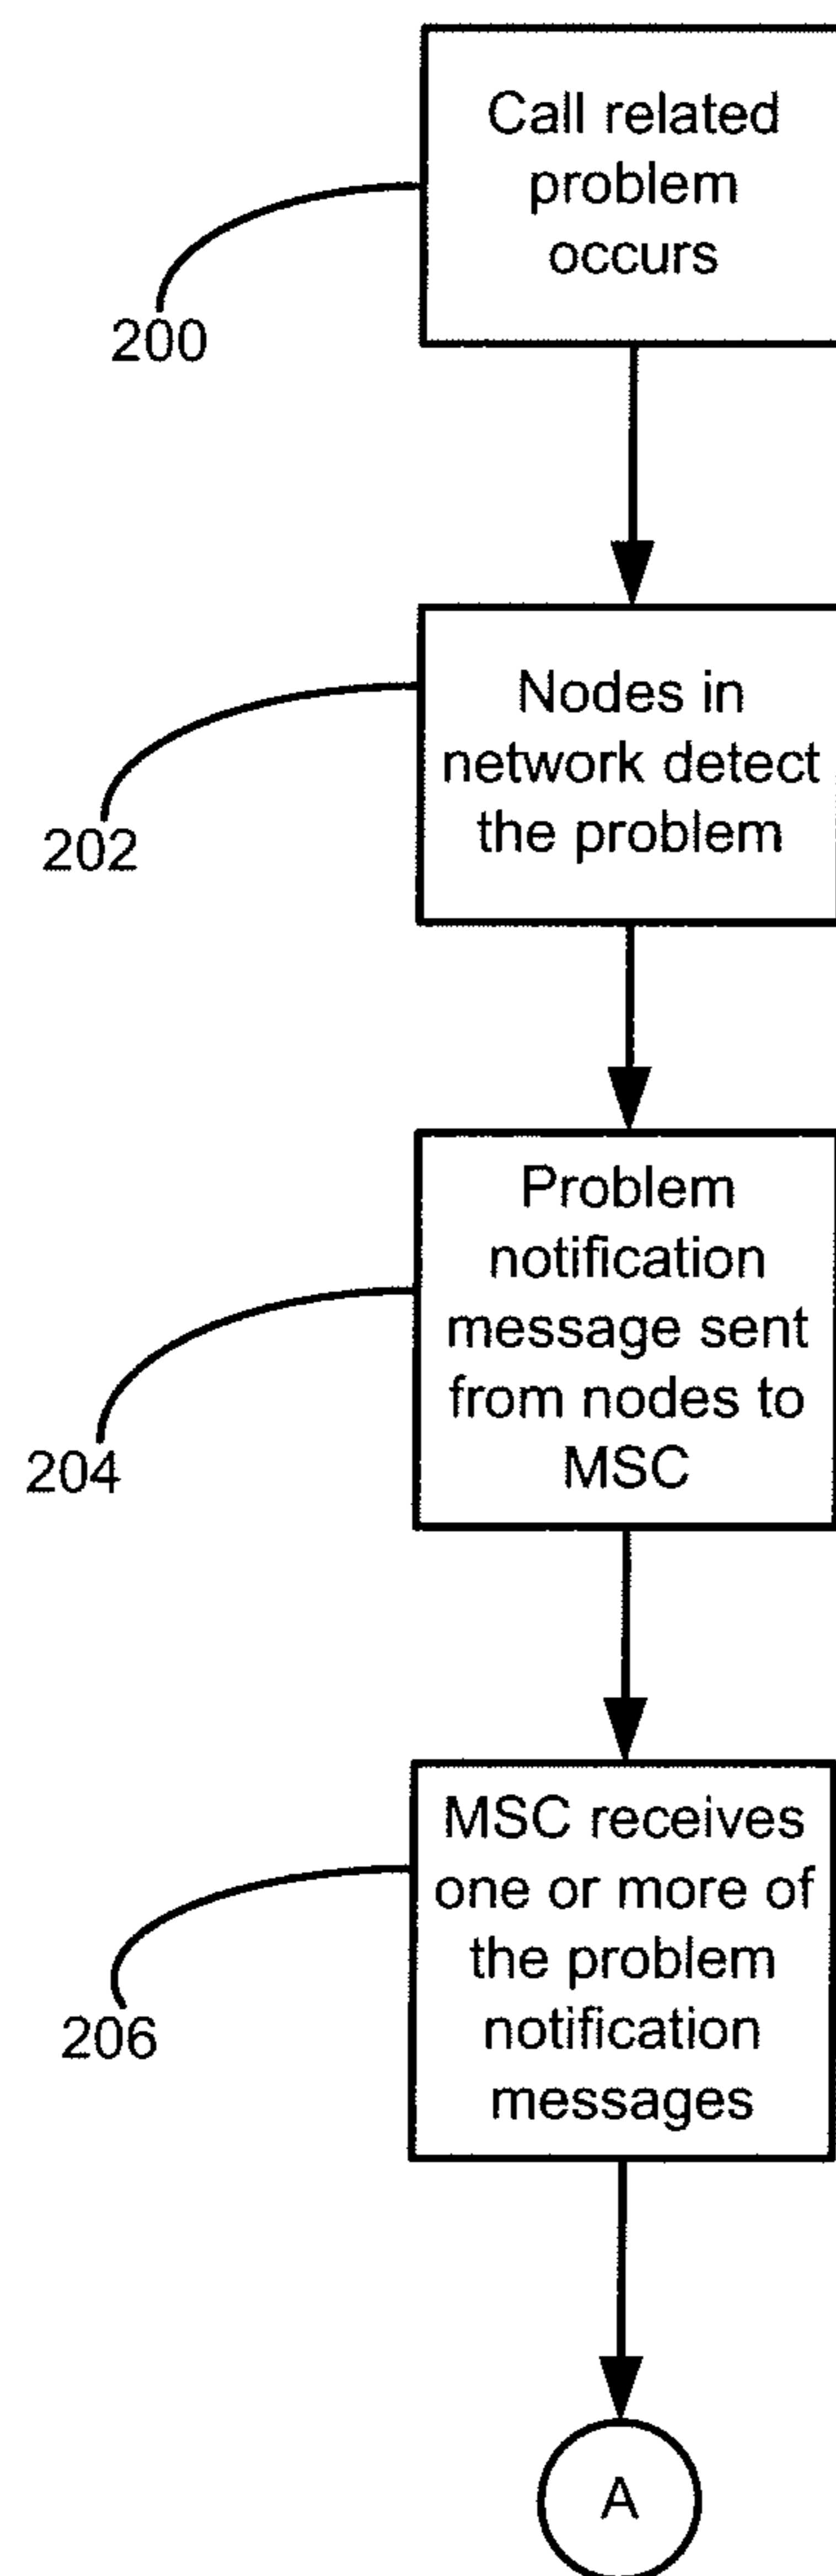 Call related
problem
occurs
200
Nodes in
network detect
the problem
202
Problem
notification
message sent
from nodes to
MSC
204
MSC receives
one or more of
the problem
notification
messages
206
A